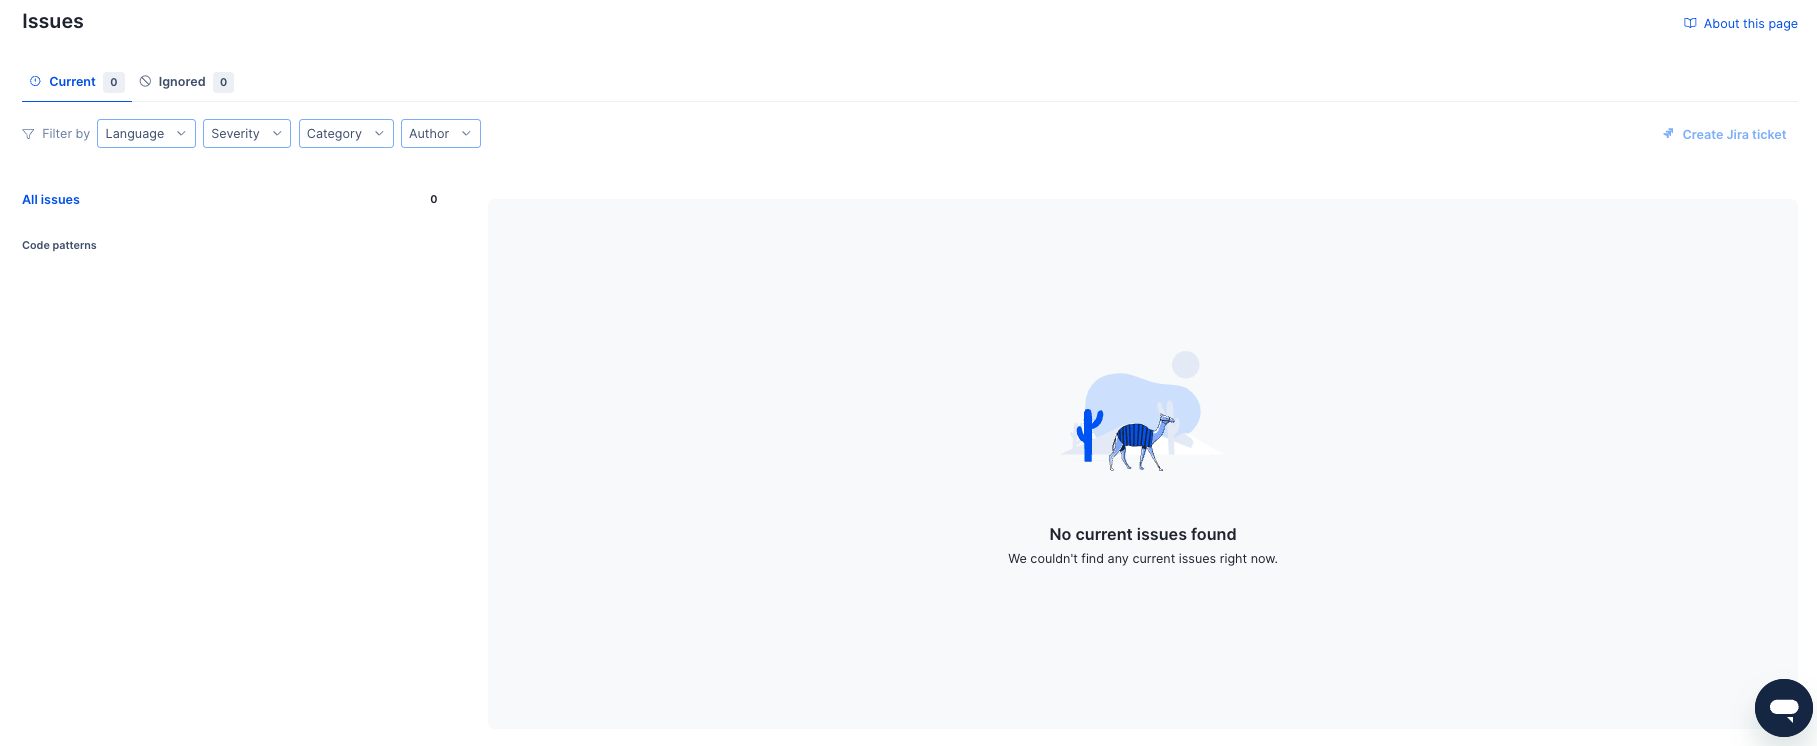 Issues
About this page
Current 0 Ignored 0
Filter by Language Severity Category Author
Create Jira ticket
All issues 0
Code patterns
No current issues found
We couldn't find any current issues right now.